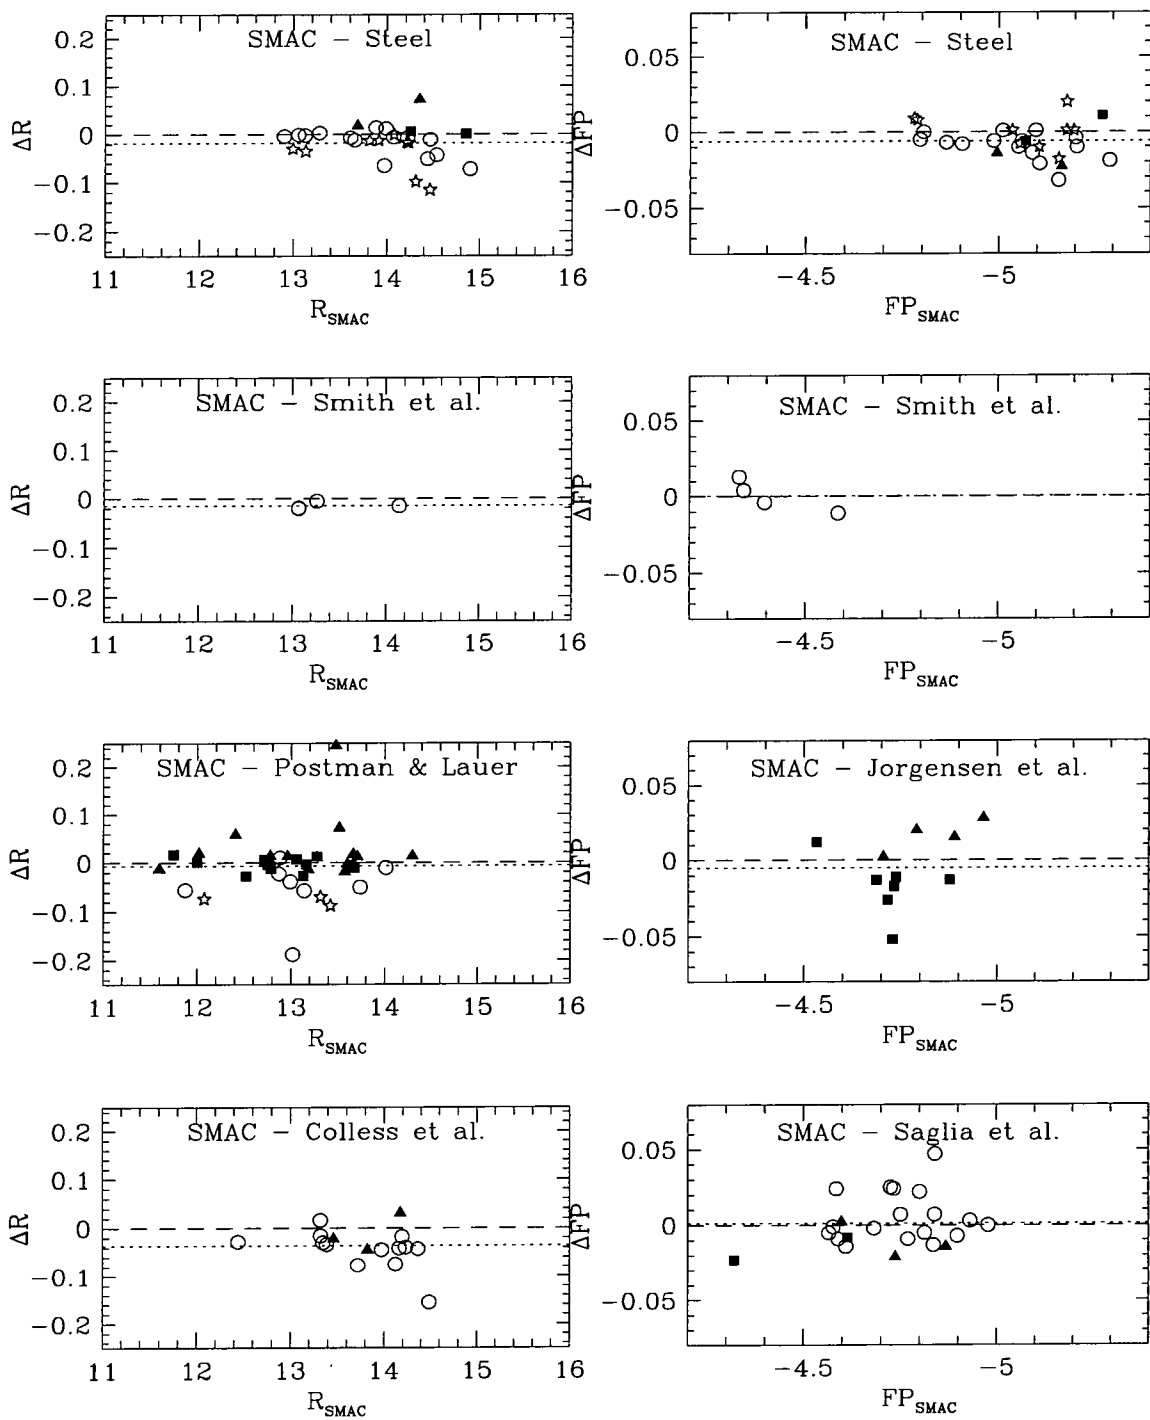 SMAC – Steel
0.2
0.1
0
−0.1
−0.2
ΔR
11 12 13 14 15 16
R_SMAC
SMAC – Steel
0.05
0
−0.05
ΔFP
−4.5 −5
FP_SMAC
SMAC – Smith et al.
0.2
0.1
0
−0.1
−0.2
ΔR
11 12 13 14 15 16
R_SMAC
SMAC – Smith et al.
0.05
0
−0.05
ΔFP
−4.5 −5
FP_SMAC
SMAC – Postman & Lauer
0.2
0.1
0
−0.1
−0.2
ΔR
11 12 13 14 15 16
R_SMAC
SMAC – Jorgensen et al.
0.05
0
−0.05
ΔFP
−4.5 −5
FP_SMAC
SMAC – Colless et al.
0.2
0.1
0
−0.1
−0.2
ΔR
11 12 13 14 15 16
R_SMAC
SMAC – Saglia et al.
0.05
0
−0.05
ΔFP
−4.5 −5
FP_SMAC